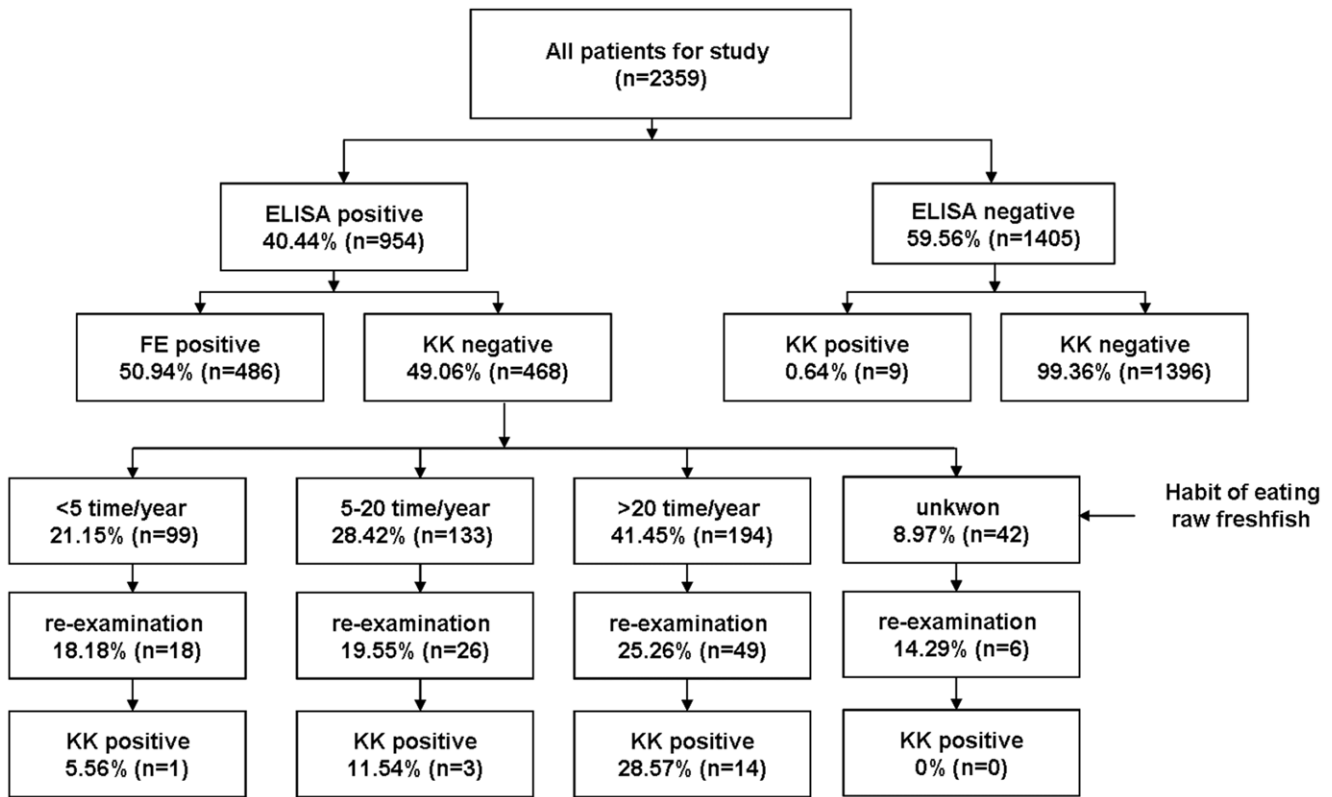 All patients for study
(n=2359)
ELISA positive
40.44% (n=954)
ELISA negative
59.56% (n=1405)
FE positive
50.94% (n=486)
KK negative
49.06% (n=468)
KK positive
0.64% (n=9)
KK negative
99.36% (n=1396)
<5 time/year
21.15% (n=99)
5-20 time/year
28.42% (n=133)
>20 time/year
41.45% (n=194)
unkwon
8.97% (n=42)
Habit of eating
raw freshfish
re-examination
18.18% (n=18)
re-examination
19.55% (n=26)
re-examination
25.26% (n=49)
re-examination
14.29% (n=6)
KK positive
5.56% (n=1)
KK positive
11.54% (n=3)
KK positive
28.57% (n=14)
KK positive
0% (n=0)